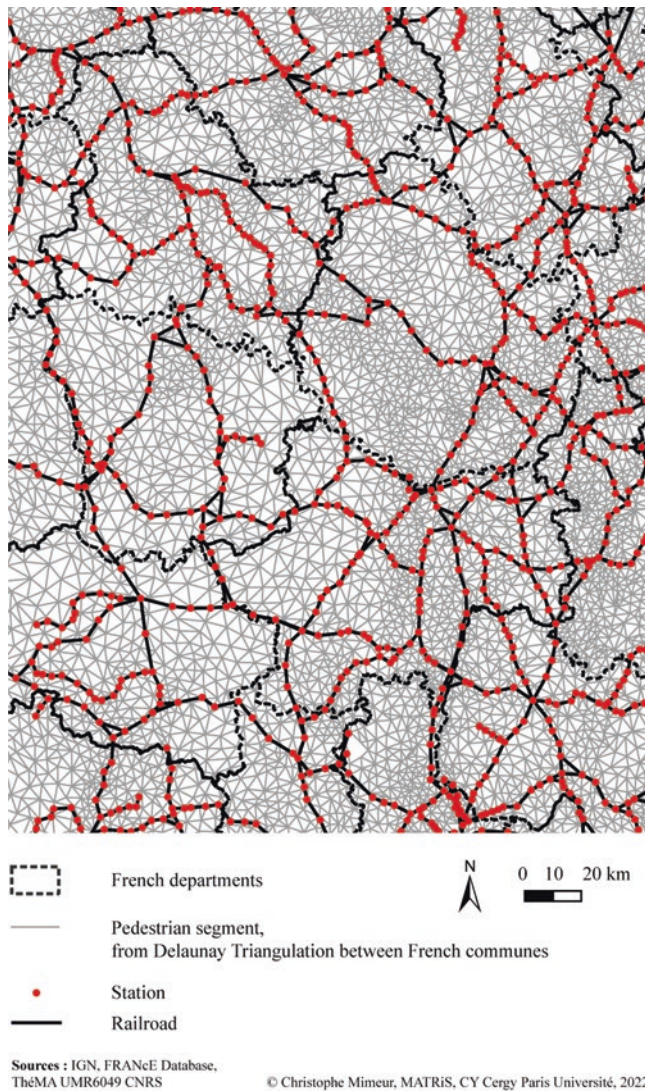 French departments
N
0 10 20 km
Pedestrian segment,
from Delaunay Triangulation between French communes
Station
Railroad
Sources : IGN, FRANcE Database,
ThéMA UMR6049 CNRS
© Christophe Mimeur, MATRiS, CY Cergy Paris Université, 2022